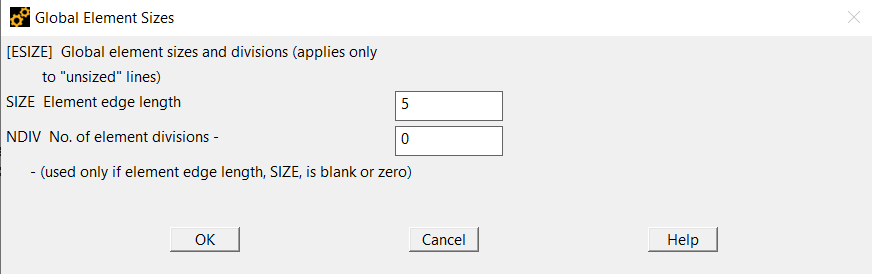 Global Element Sizes
[ESIZE]  Global element sizes and divisions (applies only
to "unsized" lines)
SIZE  Element edge length
5
NDIV  No. of element divisions -
0
- (used only if element edge length, SIZE, is blank or zero)
OK
Cancel
Help